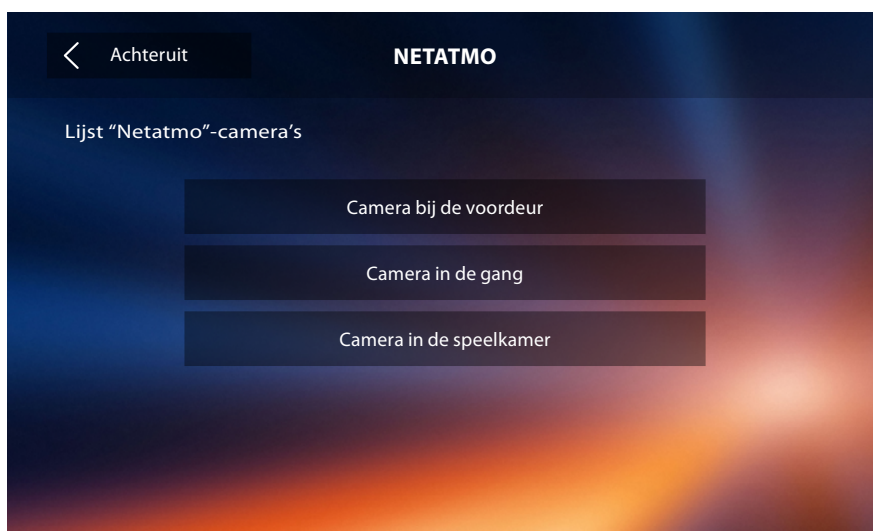 Achteruit
NETATMO
Lijst “Netatmo”-camera’s
Camera bij de voordeur
Camera in de gang
Camera in de speelkamer